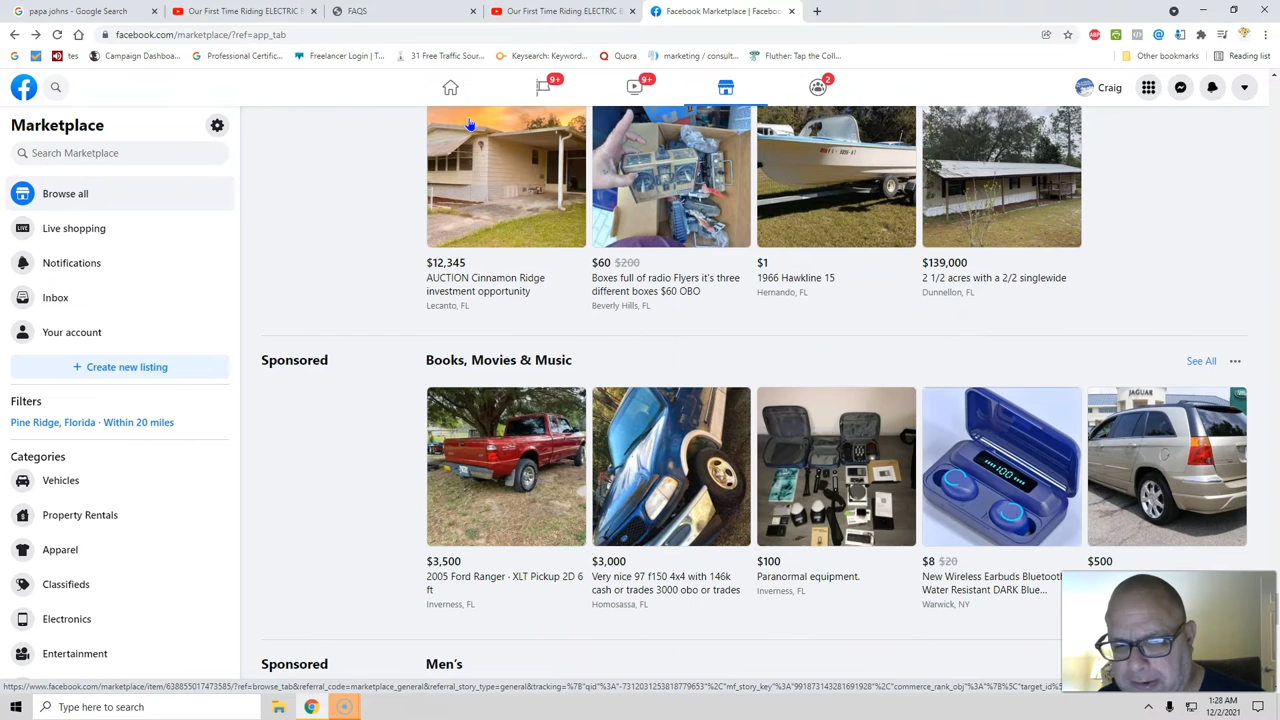 papa johns - Google Search
Our First Time Riding ELECTRIC B
FAQS
Our First Time Riding ELECTRIC B
Facebook Marketplace | Faceboo
facebook.com/marketplace/?ref=app_tab
tes
Campaign Dashboa...
Professional Certific...
Freelancer Login | T...
31 Free Traffic Sour...
Keysearch: Keyword...
Quora
marketing / consult...
Flutter: Tap the Coll...
Other bookmarks
Reading list
9+
9+
2
Craig
Marketplace
Search Marketplace
Browse all
LIVE
Live shopping
Notifications
Inbox
Your account
+ Create new listing
Filters
Pine Ridge, Florida · Within 20 miles
Categories
Vehicles
Property Rentals
Apparel
Classifieds
Electronics
Entertainment
$12,345
AUCTION Cinnamon Ridge
investment opportunity
Lecanto, FL
$60 $200
Boxes full of radio Flyers it's three
different boxes $60 OBO
Beverly Hills, FL
$1
1966 Hawkline 15
Hernando, FL
$139,000
2 1/2 acres with a 2/2 singlewide
Dunnellon, FL
Sponsored
Books, Movies & Music
See All
JAGUAR
100
$3,500
2005 Ford Ranger · XLT Pickup 2D 6
ft
Inverness, FL
$3,000
Very nice 97 f150 4x4 with 146k
cash or trades 3000 obo or trades
Homosassa, FL
$100
Paranormal equipment.
Inverness, FL
$8 $20
New Wireless Earbuds Bluetooth
Water Resistant DARK Blue...
Warwick, NY
$500
Sponsored
Men's
Type here to search
1:28 AM
12/2/2021